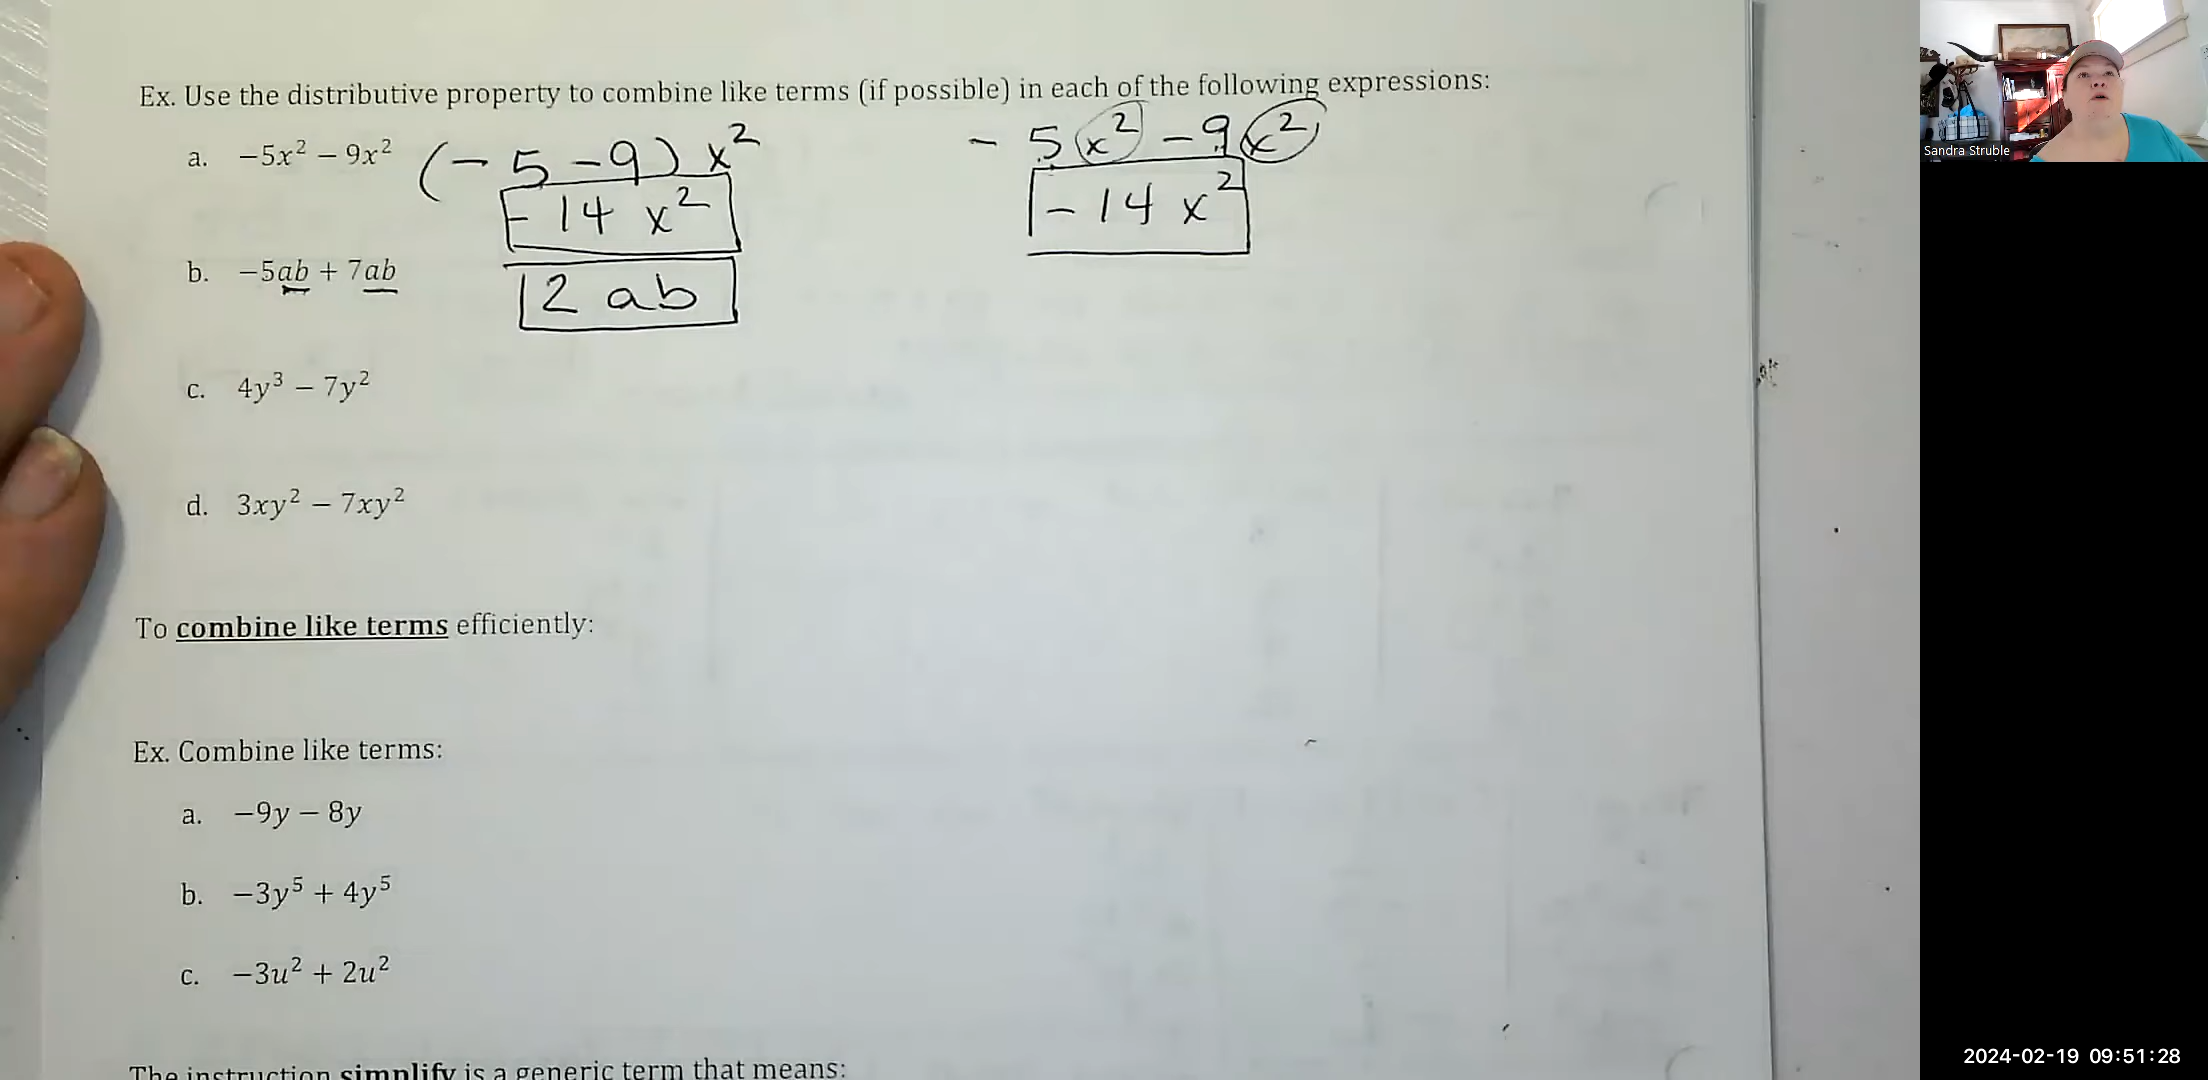 Ex. Use the distributive property to combine like terms (if possible) in each of the following expressions:
a. −5x² − 9x² (−5 −9) x² − 5x² − 9x²
−14 x² −14 x²
b. −5ab + 7ab 2 ab
c. 4y³ − 7y²
d. 3xy² − 7xy²
To combine like terms efficiently:
Ex. Combine like terms:
a. −9y − 8y
b. −3y⁵ + 4y⁵
c. −3u² + 2u²
The instruction simplify is a generic term that means:
Sandra Struble
2024-02-19 09:51:28